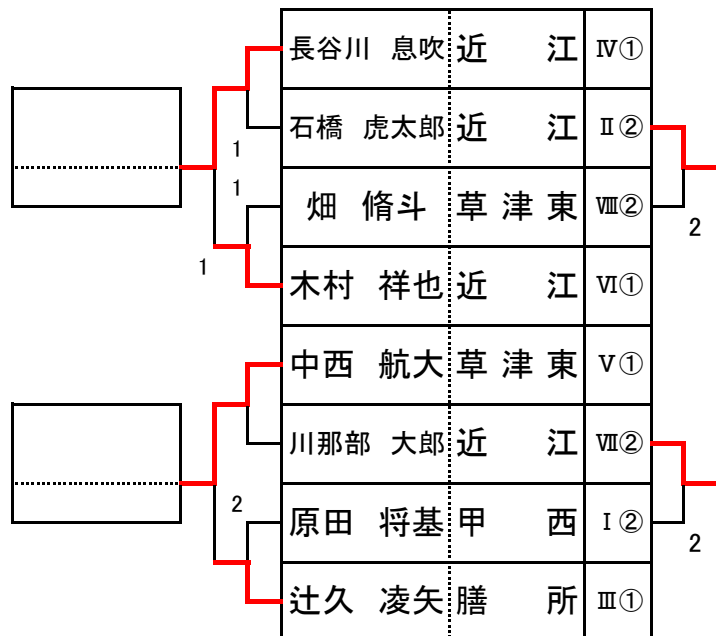 長谷川 息吹 近 江 Ⅳ①
石橋 虎太郎 近 江 Ⅱ②
1
1
畑 脩斗 草 津 東 Ⅷ②
2
1
木村 祥也 近 江 Ⅵ①
中西 航大 草 津 東 Ⅴ①
川那部 大郎 近 江 Ⅶ②
2
原田 将基 甲 西 Ⅰ②
2
辻久 凌矢 膳 所 Ⅲ①